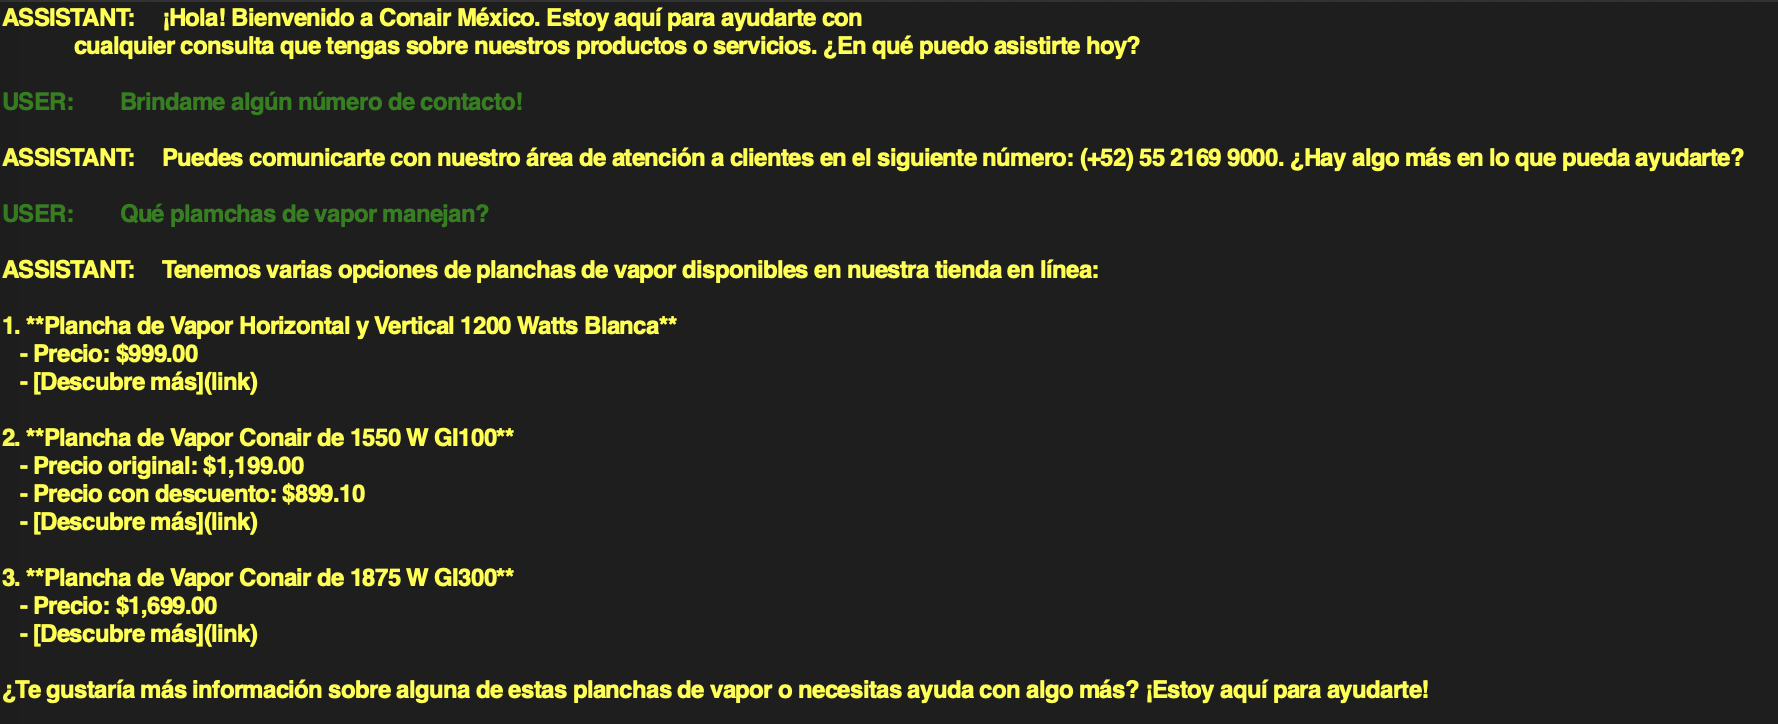 ASSISTANT: ¡Hola! Bienvenido a Conair México. Estoy aquí para ayudarte con
cualquier consulta que tengas sobre nuestros productos o servicios. ¿En qué puedo asistirte hoy?
USER: Brindame algún número de contacto!
ASSISTANT: Puedes comunicarte con nuestro área de atención a clientes en el siguiente número: (+52) 55 2169 9000. ¿Hay algo más en lo que pueda ayudarte?
USER: Qué plamchas de vapor manejan?
ASSISTANT: Tenemos varias opciones de planchas de vapor disponibles en nuestra tienda en línea:
1. **Plancha de Vapor Horizontal y Vertical 1200 Watts Blanca**
- Precio: $999.00
- [Descubre más](link)
2. **Plancha de Vapor Conair de 1550 W GI100**
- Precio original: $1,199.00
- Precio con descuento: $899.10
- [Descubre más](link)
3. **Plancha de Vapor Conair de 1875 W GI300**
- Precio: $1,699.00
- [Descubre más](link)
¿Te gustaría más información sobre alguna de estas planchas de vapor o necesitas ayuda con algo más? ¡Estoy aquí para ayudarte!